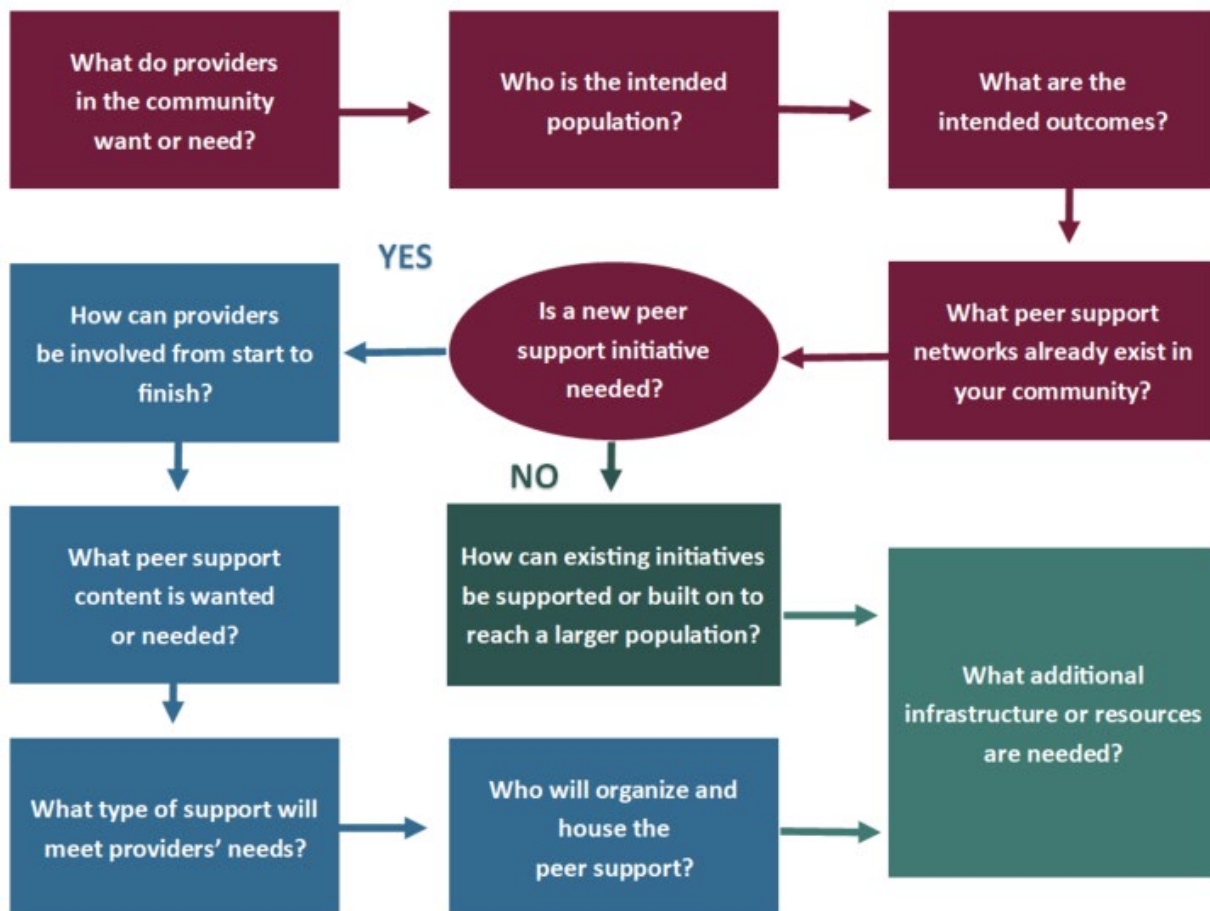 What do providers
in the community
want or need?
Who is the intended
population?
What are the
intended outcomes?
What peer support
networks already exist in
your community?
Is a new peer
support initiative
needed?
YES
How can providers
be involved from start to
finish?
What peer support
content is wanted
or needed?
What type of support will
meet providers’ needs?
Who will organize and
house the
peer support?
NO
How can existing initiatives
be supported or built on to
reach a larger population?
What additional
infrastructure or resources
are needed?